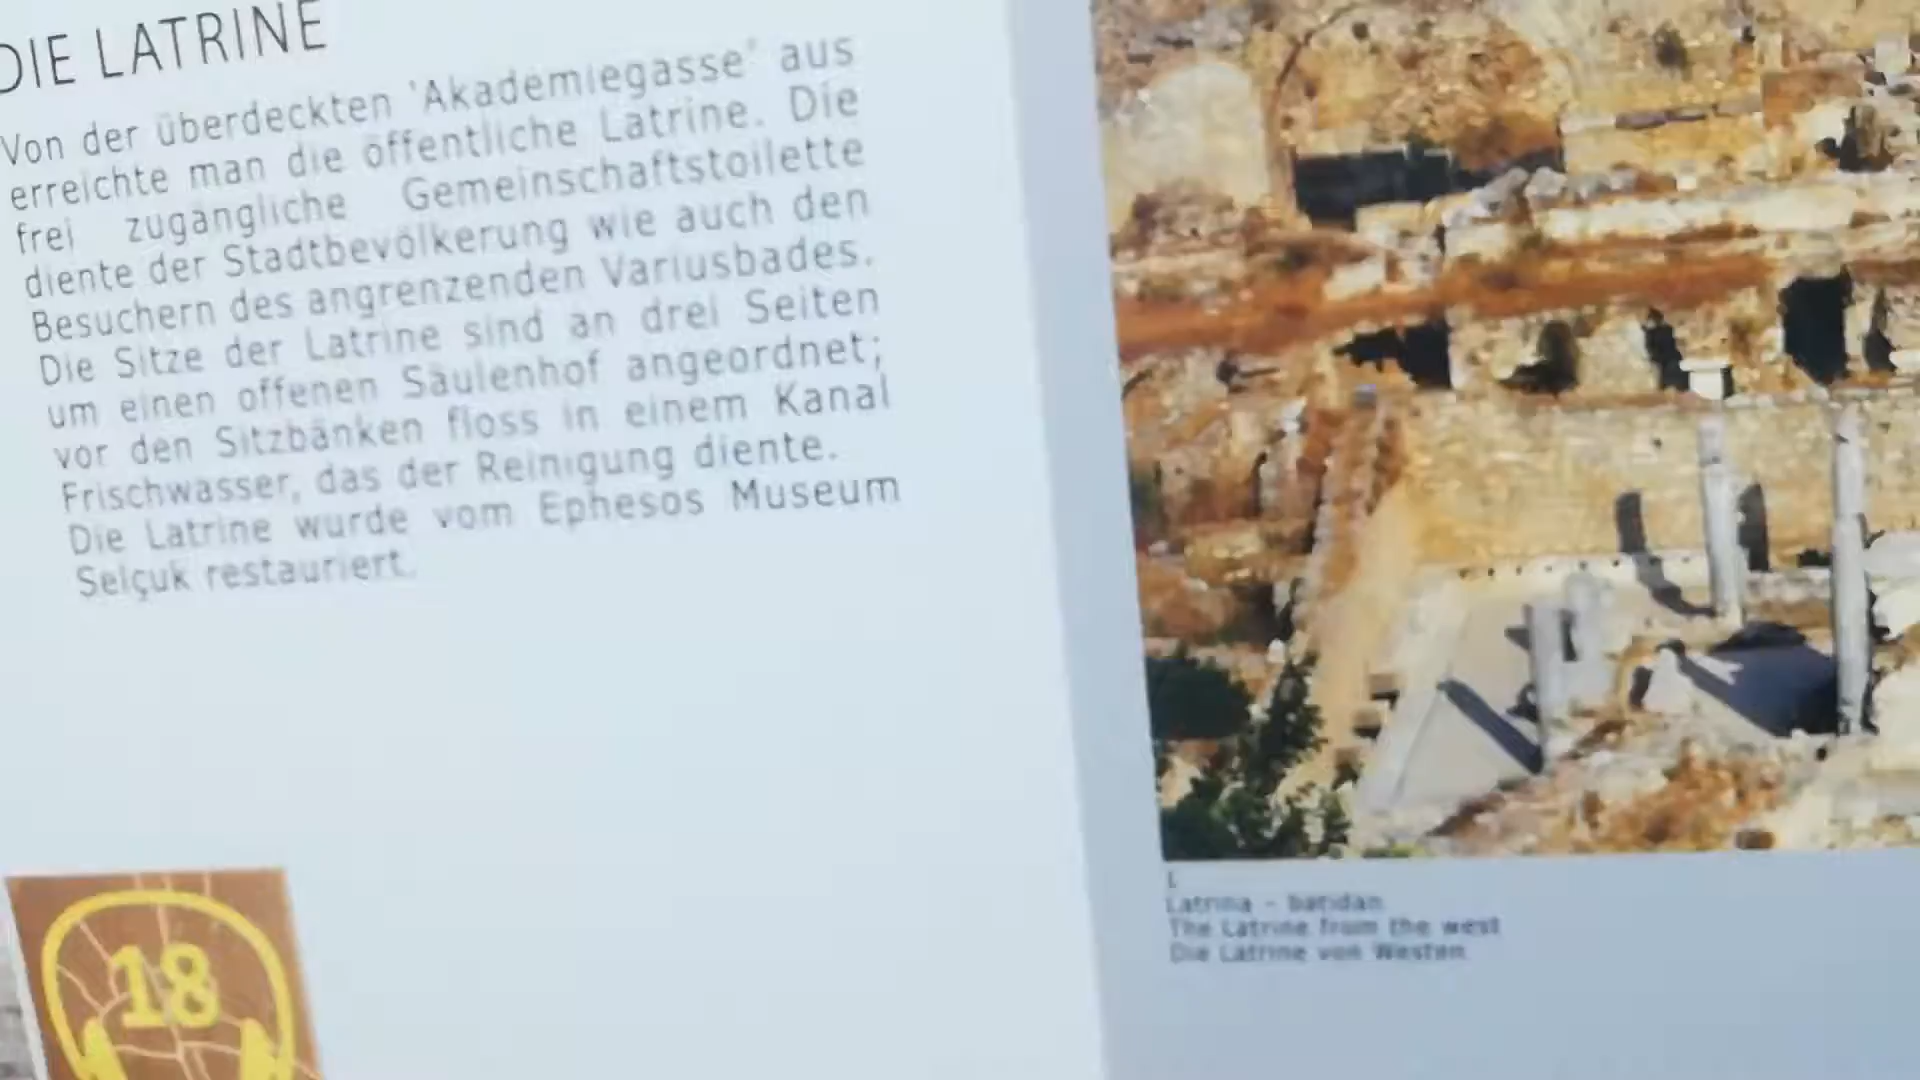 DIE LATRINE
Von der überdeckten 'Akademiegasse' aus
erreichte man die öffentliche Latrine. Die
frei zugängliche Gemeinschaftstoilette
diente der Stadtbevölkerung wie auch den
Besuchern des angrenzenden Variusbades.
Die Sitze der Latrine sind an drei Seiten
um einen offenen Säulenhof angeordnet;
vor den Sitzbänken floss in einem Kanal
Frischwasser, das der Reinigung diente.
Die Latrine wurde vom Ephesos Museum
Selçuk restauriert.
18
Latrina - batıdan
The Latrine from the west
Die Latrine von Westen